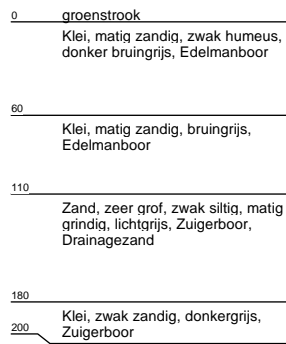 0 groenstrook
Klei, matig zandig, zwak humeus,
donker bruingrijs, Edelmanboor
60
Klei, matig zandig, bruingrijs,
Edelmanboor
110
Zand, zeer grof, zwak siltig, matig
grindig, lichtgrijs, Zuigerboor,
Drainagezand
180
Klei, zwak zandig, donkergrijs,
200 Zuigerboor